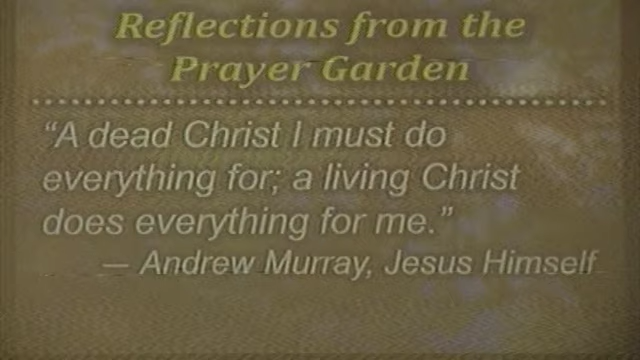 Reflections from the
Prayer Garden
“A dead Christ I must do
everything for; a living Christ
does everything for me.”
— Andrew Murray, Jesus Himself